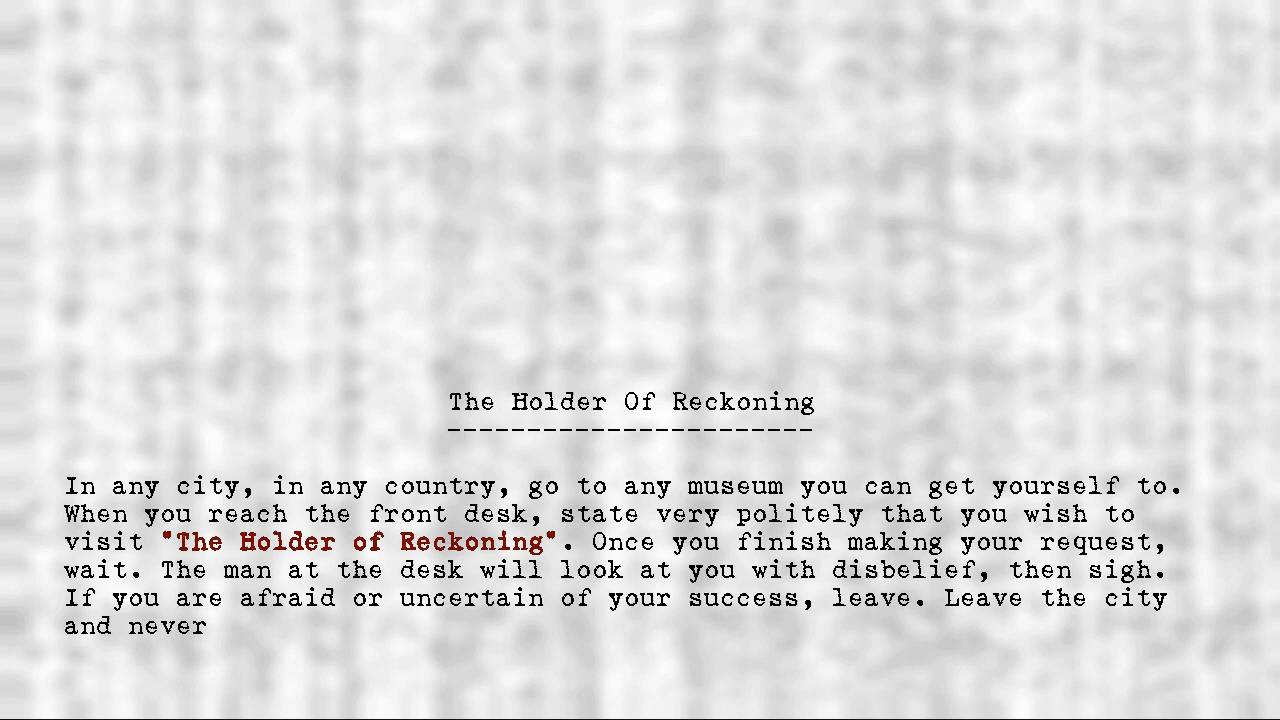 The Holder Of Reckoning
-----------------------
In any city, in any country, go to any museum you can get yourself to.
When you reach the front desk, state very politely that you wish to
visit "The Holder of Reckoning". Once you finish making your request,
wait. The man at the desk will look at you with disbelief, then sigh.
If you are afraid or uncertain of your success, leave. Leave the city
and never